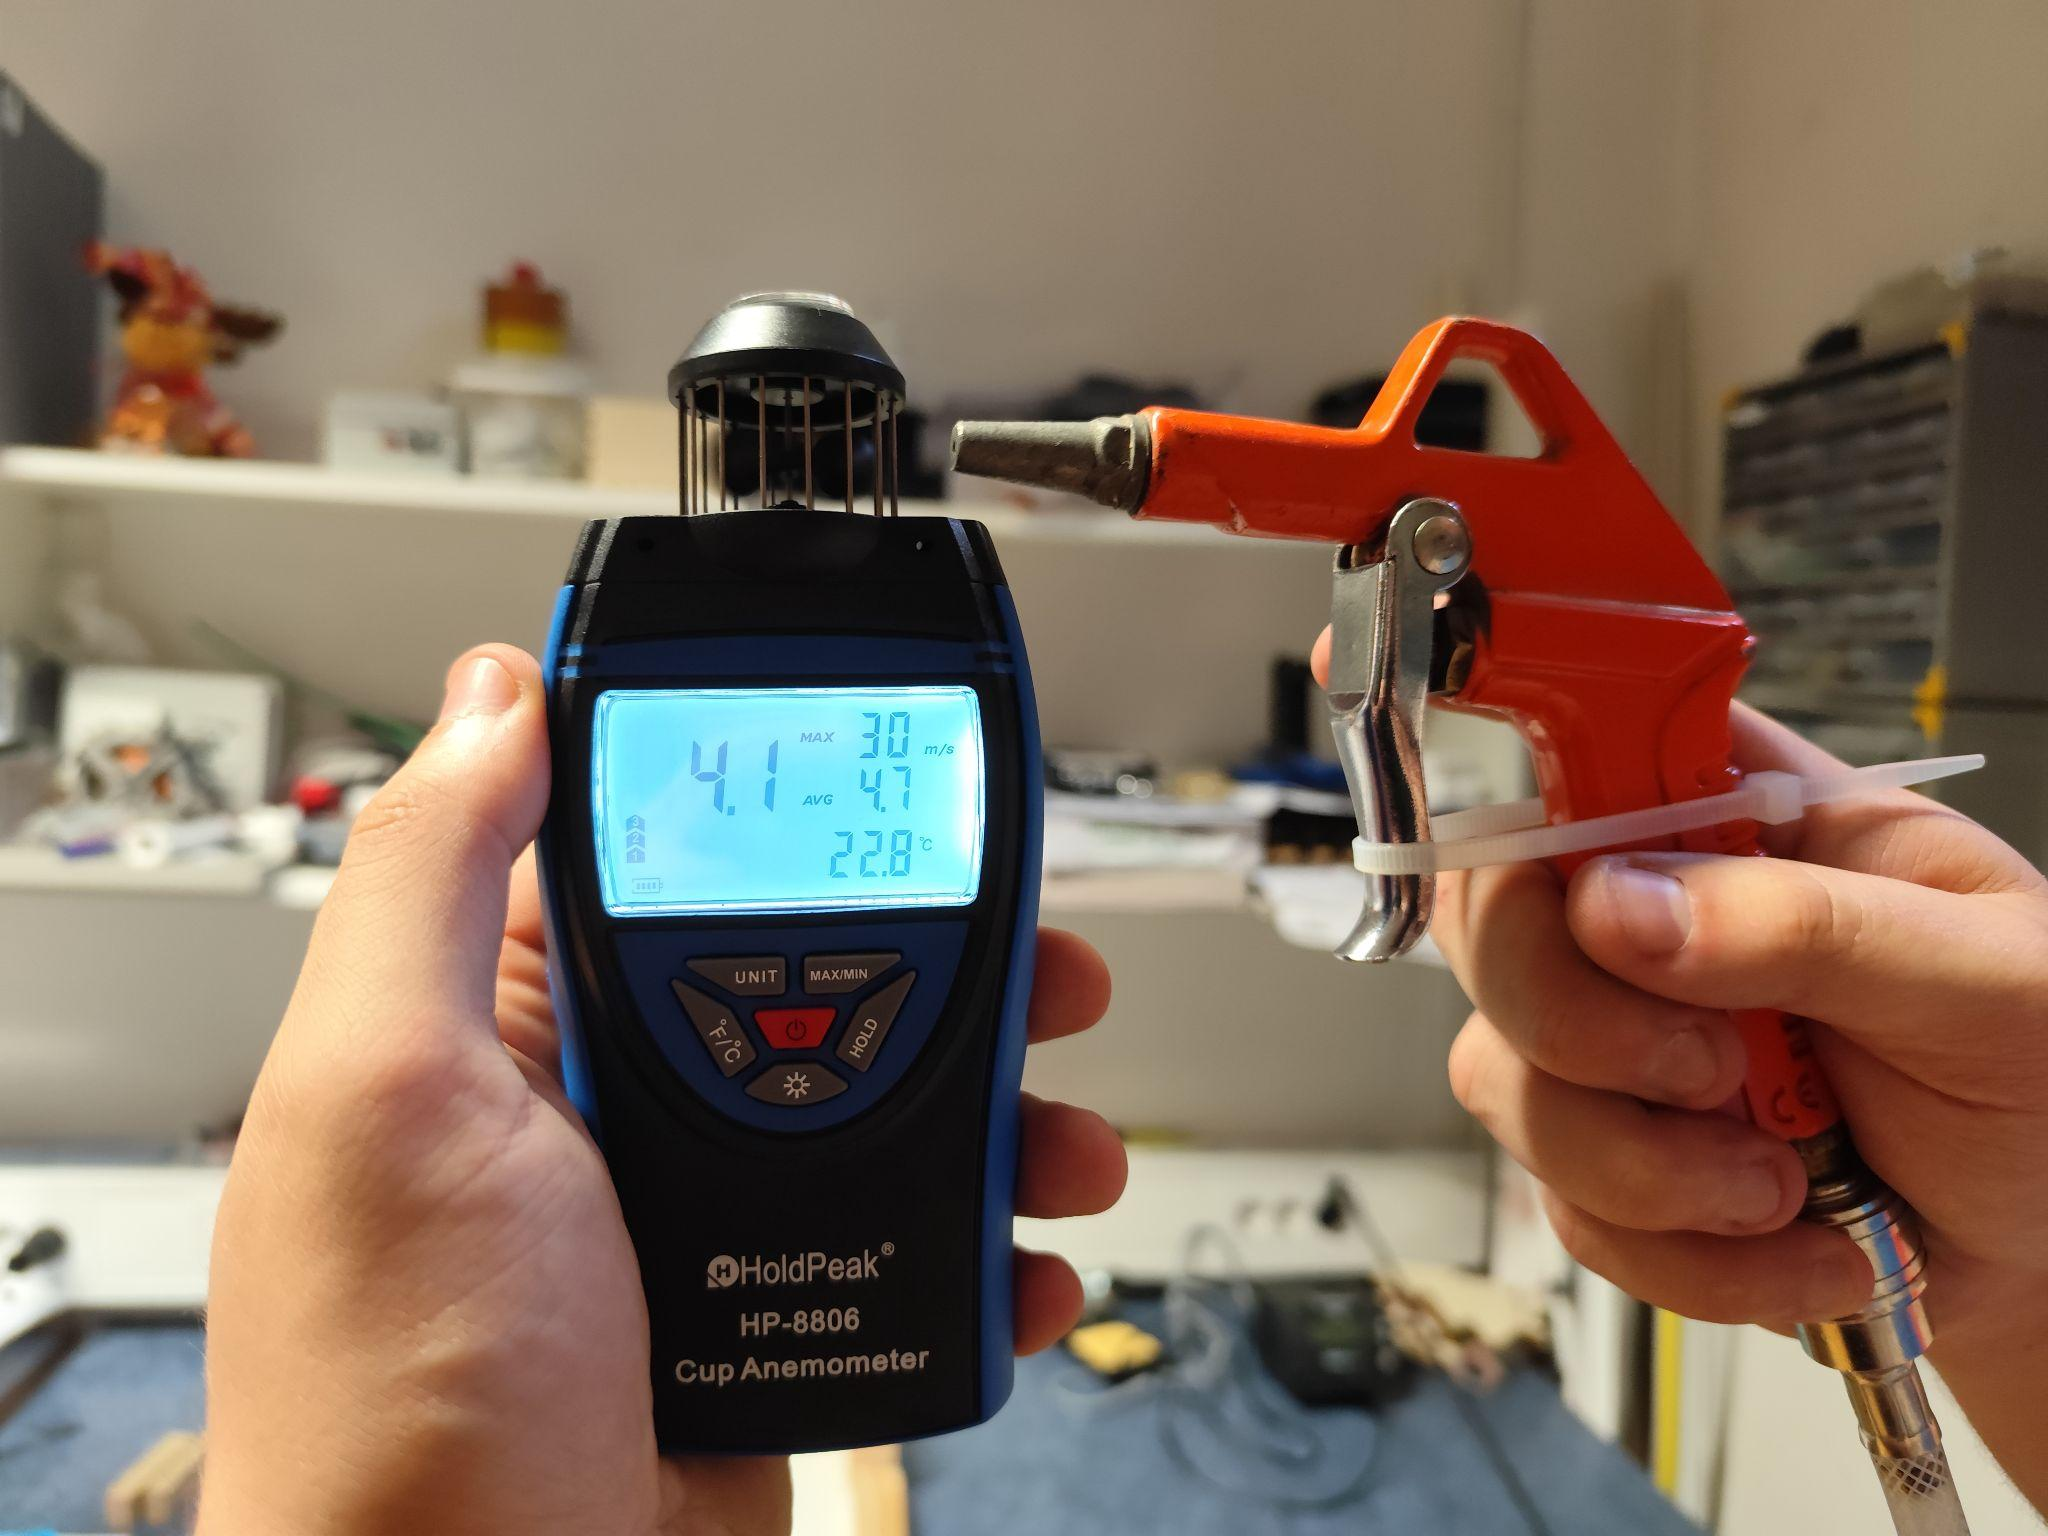 MAX 30 m/s
4.1
AVG 4.7
22.8 °C
3
2
1
UNIT
MAX/MIN
°F/°C
HOLD
HoldPeak®
HP-8806
Cup Anemometer
CE